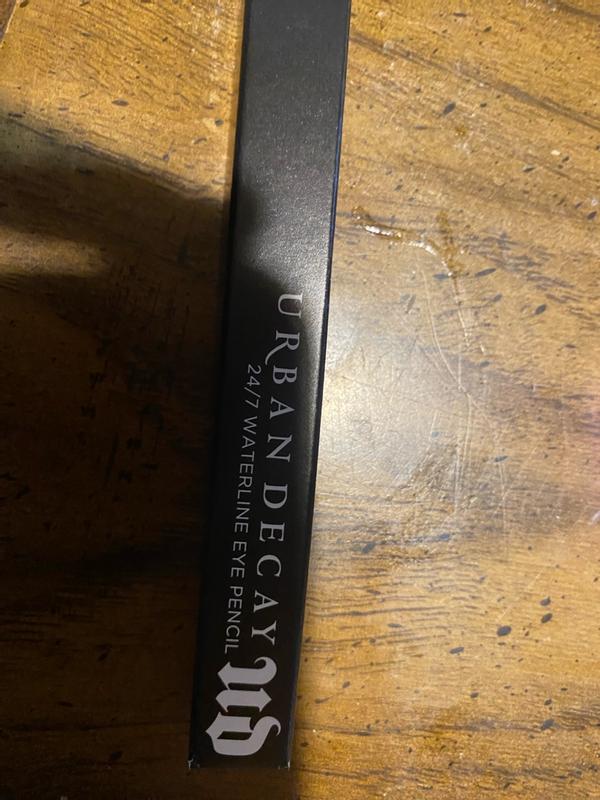 URBAN DECAY
24/7 WATERLINE EYE PENCIL
UD